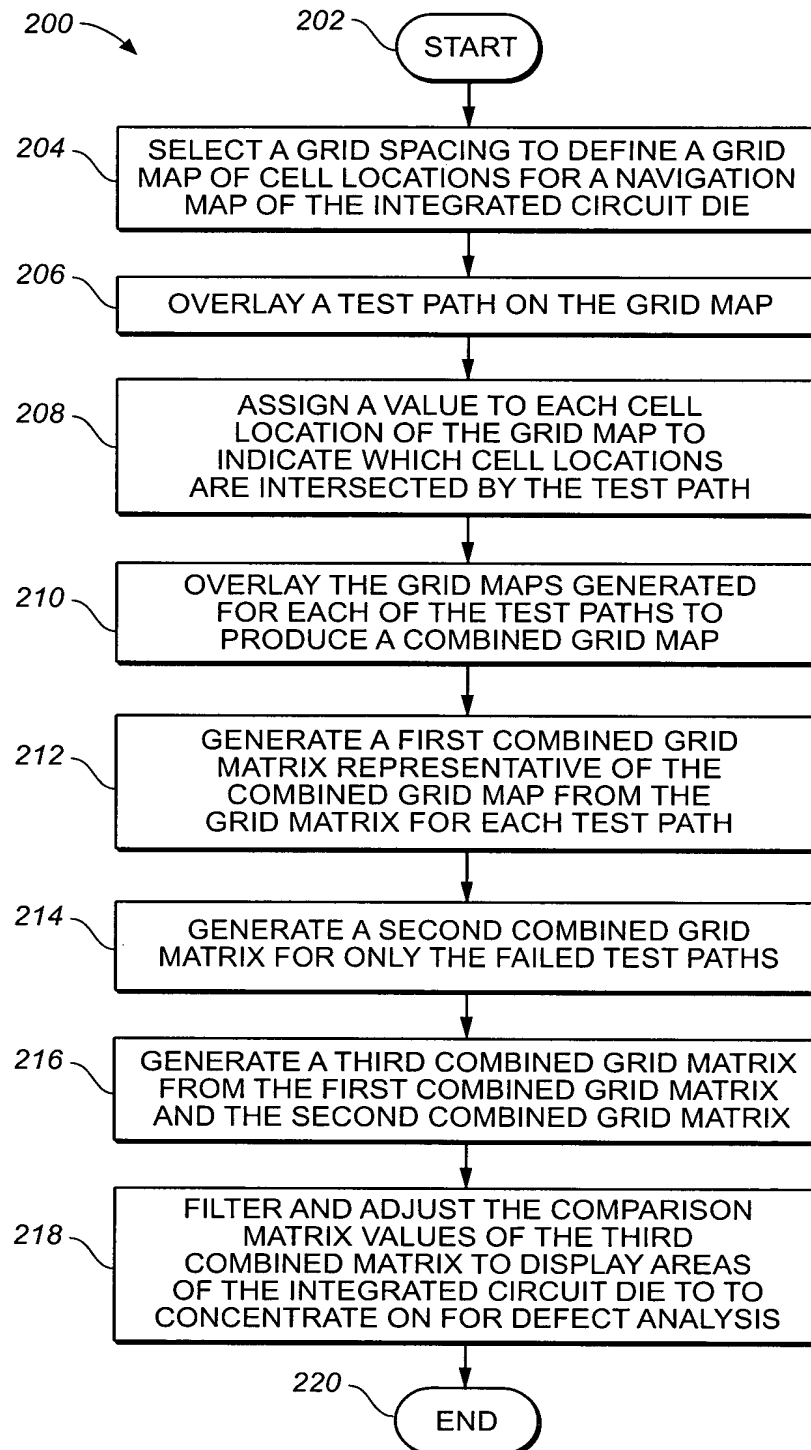 200
202
START
204
SELECT A GRID SPACING TO DEFINE A GRID
MAP OF CELL LOCATIONS FOR A NAVIGATION
MAP OF THE INTEGRATED CIRCUIT DIE
206
OVERLAY A TEST PATH ON THE GRID MAP
208
ASSIGN A VALUE TO EACH CELL
LOCATION OF THE GRID MAP TO
INDICATE WHICH CELL LOCATIONS
ARE INTERSECTED BY THE TEST PATH
210
OVERLAY THE GRID MAPS GENERATED
FOR EACH OF THE TEST PATHS TO
PRODUCE A COMBINED GRID MAP
212
GENERATE A FIRST COMBINED GRID
MATRIX REPRESENTATIVE OF THE
COMBINED GRID MAP FROM THE
GRID MATRIX FOR EACH TEST PATH
214
GENERATE A SECOND COMBINED GRID
MATRIX FOR ONLY THE FAILED TEST PATHS
216
GENERATE A THIRD COMBINED GRID MATRIX
FROM THE FIRST COMBINED GRID MATRIX
AND THE SECOND COMBINED GRID MATRIX
218
FILTER AND ADJUST THE COMPARISON
MATRIX VALUES OF THE THIRD
COMBINED MATRIX TO DISPLAY AREAS
OF THE INTEGRATED CIRCUIT DIE TO TO
CONCENTRATE ON FOR DEFECT ANALYSIS
220
END